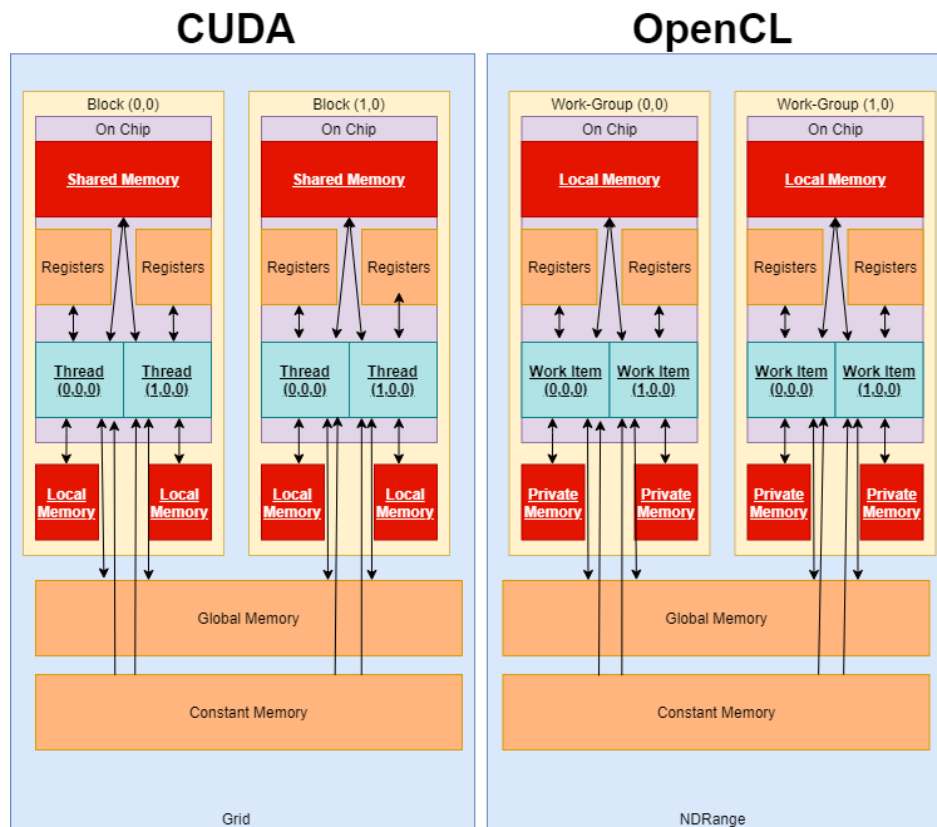 CUDA
OpenCL
Block (0,0)
Block (1,0)
Work-Group (0,0)
Work-Group (1,0)
On Chip
On Chip
On Chip
On Chip
Shared Memory
Shared Memory
Local Memory
Local Memory
Registers
Registers
Registers
Registers
Registers
Registers
Registers
Registers
Thread
(0,0,0)
Thread
(1,0,0)
Thread
(0,0,0)
Thread
(1,0,0)
Work Item
(0,0,0)
Work Item
(1,0,0)
Work Item
(0,0,0)
Work Item
(1,0,0)
Local
Memory
Local
Memory
Local
Memory
Local
Memory
Private
Memory
Private
Memory
Private
Memory
Private
Memory
Global Memory
Global Memory
Constant Memory
Constant Memory
Grid
NDRange